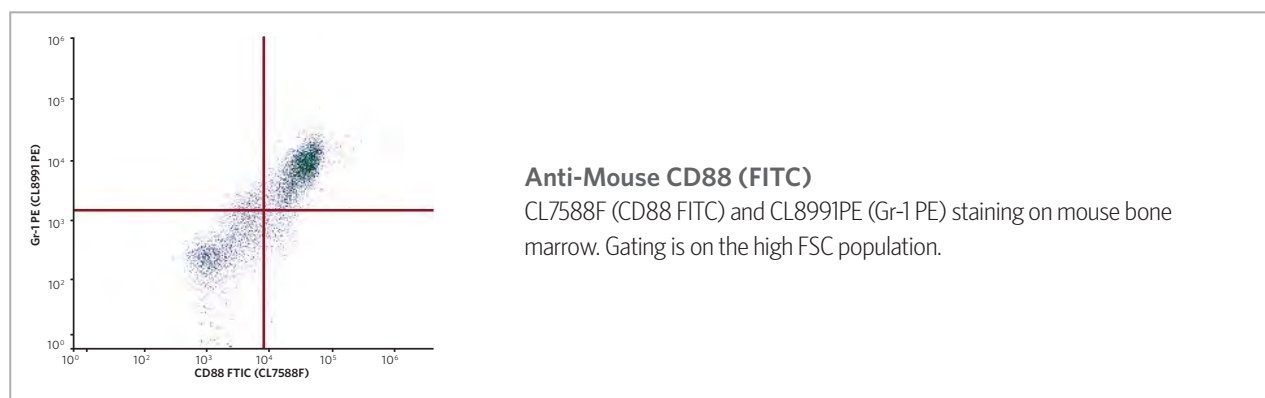 10⁶
10⁵
10⁴
10³
10²
10⁰
Gr-1 PE (CL8991 PE)
10⁰ 10² 10³ 10⁴ 10⁵ 10⁶
CD88 FTIC (CL7588F)
Anti-Mouse CD88 (FITC)
CL7588F (CD88 FITC) and CL8991PE (Gr-1 PE) staining on mouse bone
marrow. Gating is on the high FSC population.